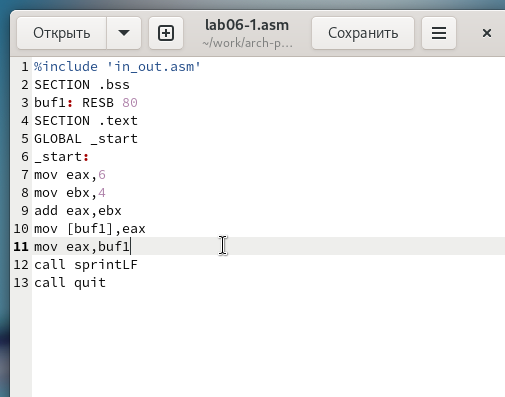 Открыть
lab06-1.asm
~/work/arch-p...
Сохранить
1 %include 'in_out.asm'
2 SECTION .bss
3 buf1: RESB 80
4 SECTION .text
5 GLOBAL _start
6 _start:
7 mov eax,6
8 mov ebx,4
9 add eax,ebx
10 mov [buf1],eax
11 mov eax,buf1
12 call sprintLF
13 call quit